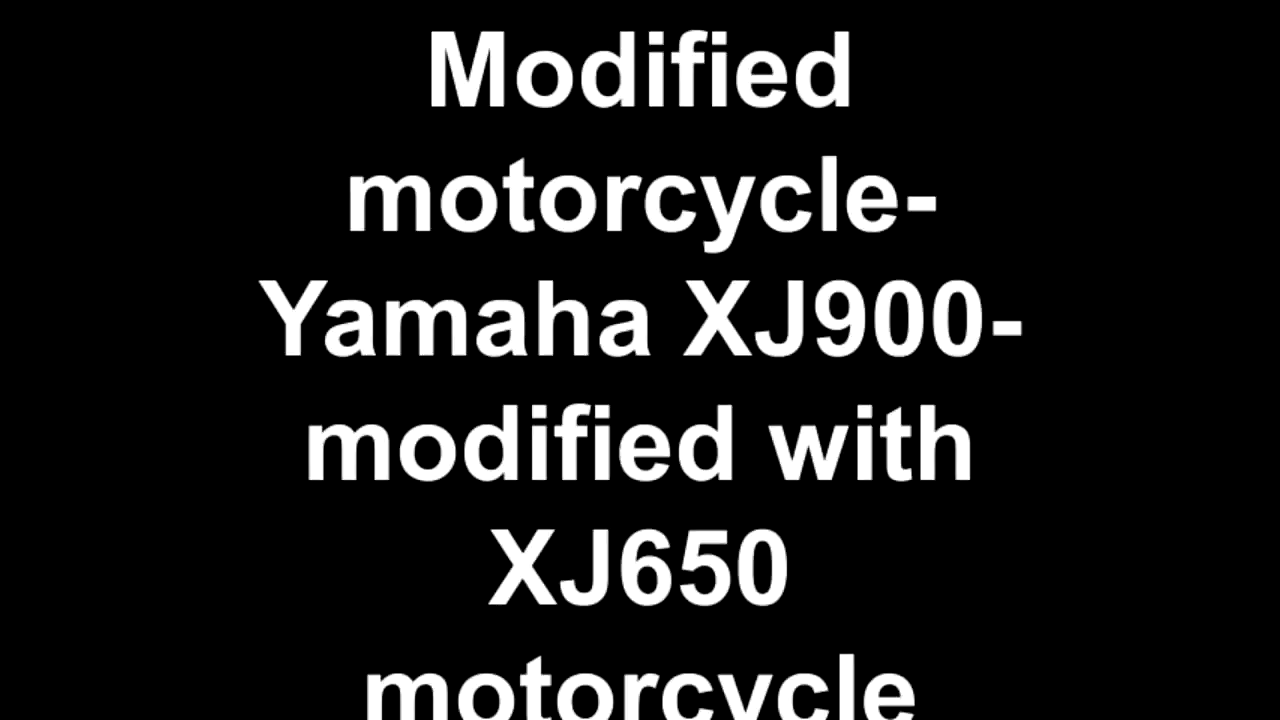 Modified
motorcycle-
Yamaha XJ900-
modified with
XJ650
motorcycle